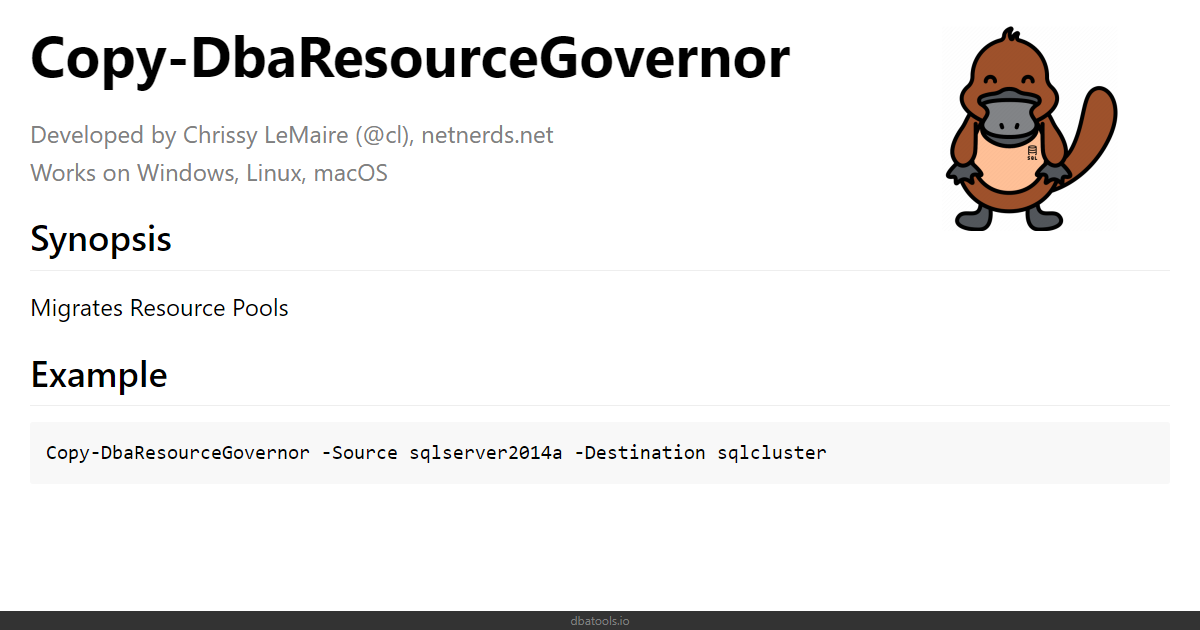 Copy-DbaResourceGovernor
Developed by Chrissy LeMaire (@cl), netnerds.net
Works on Windows, Linux, macOS
SQL
Synopsis
Migrates Resource Pools
Example
Copy-DbaResourceGovernor -Source sqlserver2014a -Destination sqlcluster
dbatools.io